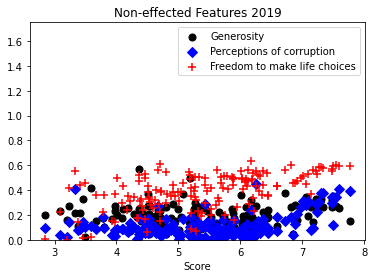 Non-effected Features 2019
Generosity
Perceptions of corruption
Freedom to make life choices
1.6
1.4
1.2
1.0
0.8
0.6
0.4
0.2
0.0
3 4 5 6 7 8
Score